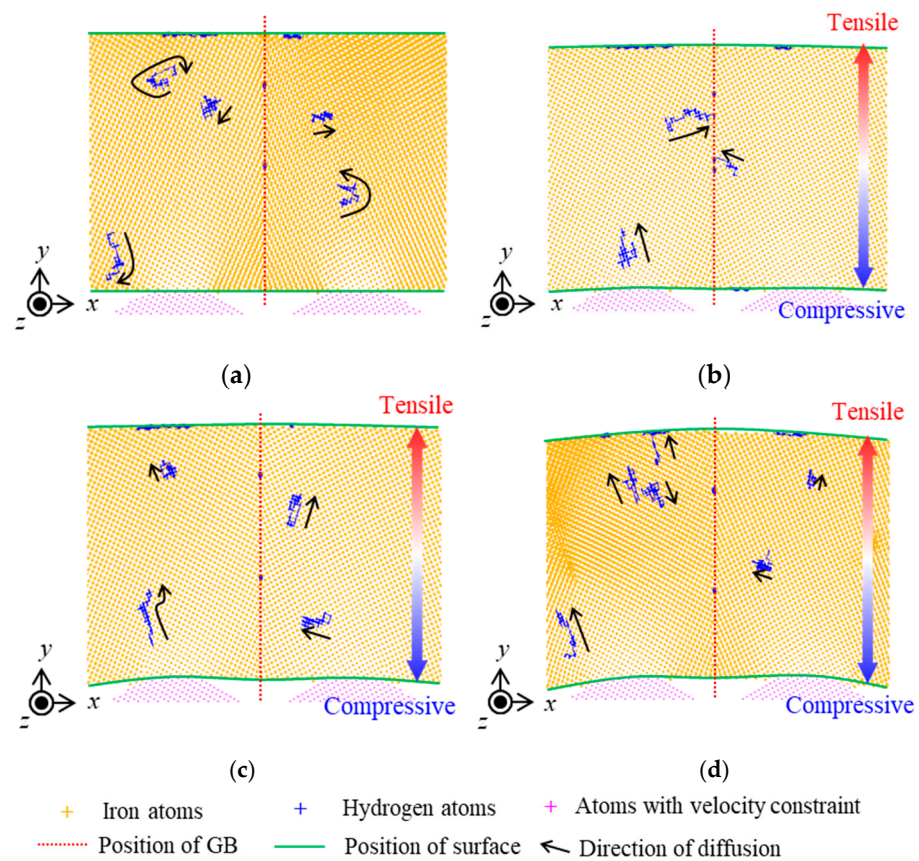 y
z
x
(a)
Tensile
y
z
x
Compressive
(b)
Tensile
y
z
x
Compressive
(c)
Tensile
y
z
x
Compressive
(d)
Iron atoms
Hydrogen atoms
Atoms with velocity constraint
Position of GB
Position of surface
Direction of diffusion